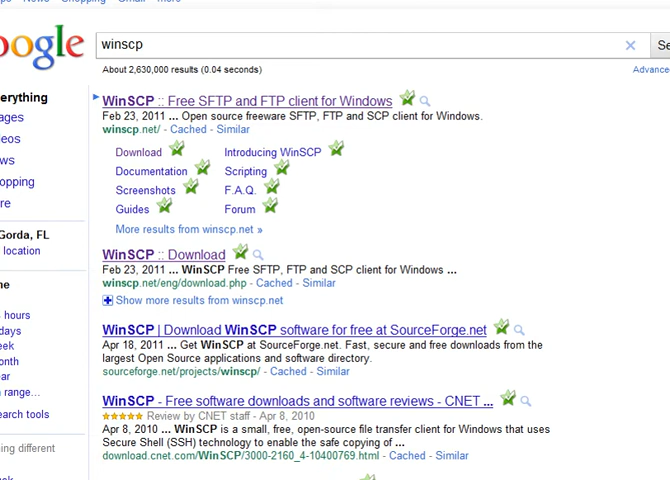 News Shopping Gmail more
oogle
winscp
About 2,630,000 results (0.04 seconds)
Advance
erything
WinSCP :: Free SFTP and FTP client for Windows
ages
Feb 23, 2011 ... Open source freeware SFTP, FTP and SCP client for Windows.
winscp.net/ - Cached - Similar
eos
Download Introducing WinSCP
ws
Documentation Scripting
opping
Screenshots F.A.Q.
re
Guides Forum
More results from winscp.net »
Gorda, FL
location
WinSCP :: Download
Feb 23, 2011 ... WinSCP Free SFTP, FTP and SCP client for Windows ...
winscp.net/eng/download.php - Cached - Similar
me
Show more results from winscp.net
hours
days
WinSCP | Download WinSCP software for free at SourceForge.net
eek
Apr 18, 2011 ... Get WinSCP at SourceForge.net. Fast, secure and free downloads from the
onth
largest Open Source applications and software directory.
ar
sourceforge.net/projects/winscp/ - Cached - Similar
range...
WinSCP - Free software downloads and software reviews - CNET ...
earch tools
Review by CNET staff - Apr 8, 2010
Apr 8, 2010 ... WinSCP is a small, free, open-source file transfer client for Windows that uses
Secure Shell (SSH) technology to enable the safe copying of ...
ing different
download.cnet.com/WinSCP/3000-2160_4-10400769.html - Cached - Similar